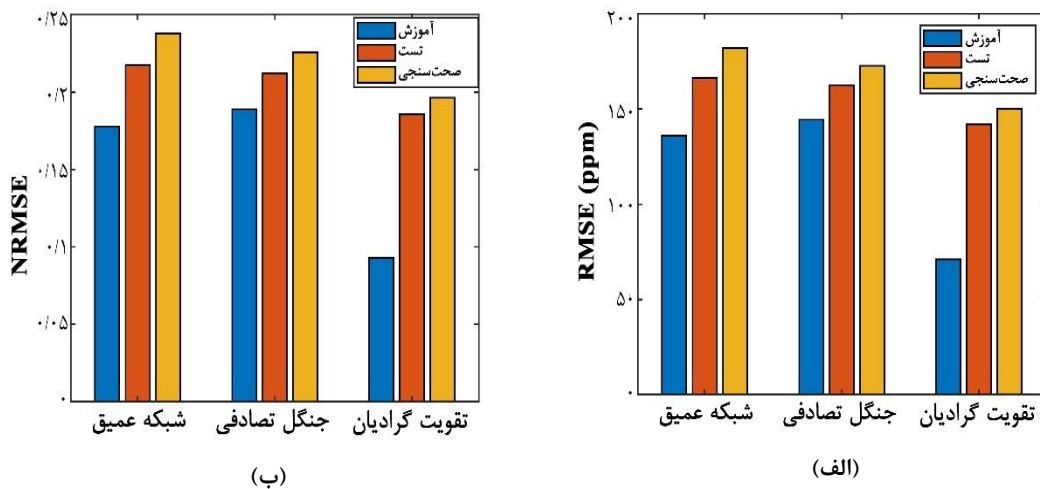 ۰/۲۵
۰/۲
۰/۱۵
۰/۱
۰/۰۵
۰
NRMSE
آموزش
تست
صحت‌سنجی
شبکه عمیق
جنگل تصادفی
تقویت گرادیان
(ب)
۲۰۰
۱۵۰
۱۰۰
۵۰
۰
RMSE (ppm)
آموزش
تست
صحت‌سنجی
شبکه عمیق
جنگل تصادفی
تقویت گرادیان
(الف)